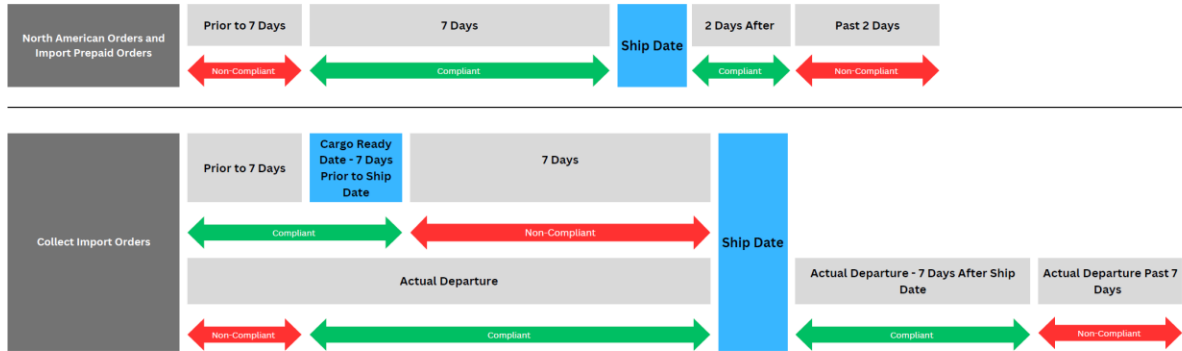 North American Orders and
Import Prepaid Orders
Prior to 7 Days
7 Days
Ship Date
2 Days After
Past 2 Days
Non-Compliant
Compliant
Compliant
Non-Compliant
Collect Import Orders
Prior to 7 Days
Cargo Ready
Date - 7 Days
Prior to Ship
Date
7 Days
Compliant
Non-Compliant
Ship Date
Actual Departure
Actual Departure - 7 Days After Ship
Date
Actual Departure Past 7
Days
Non-Compliant
Compliant
Compliant
Non-Compliant